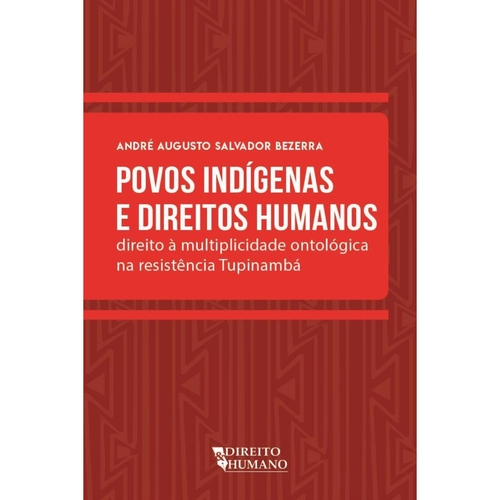 ANDRÉ AUGUSTO SALVADOR BEZERRA
POVOS INDÍGENAS
E DIREITOS HUMANOS
direito à multiplicidade ontológica
na resistência Tupinambá
DIREITO
& HUMANO